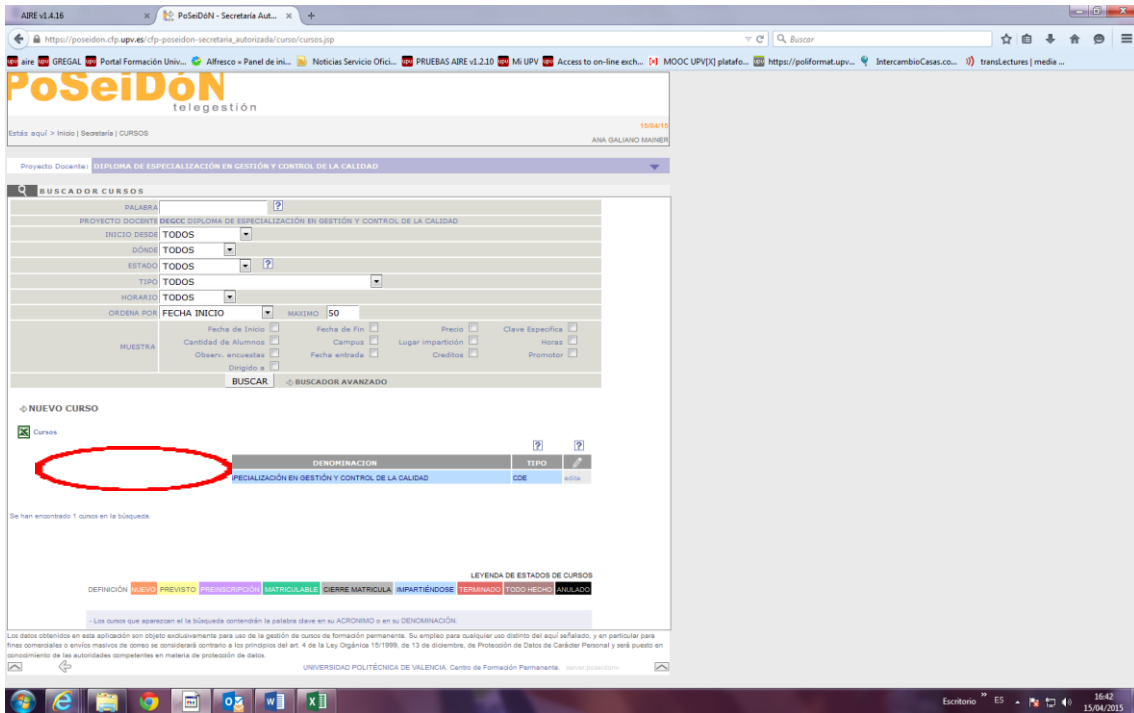 AIRE v1.4.16
PoSeiDóN - Secretaría Aut...
https://poseidon.cfp.upv.es/cfp-poseidon-secretaria_autorizada/curso/cursos.jsp
Buscar
aire GREGAL Portal Formación Univ... Alfresco » Panel de ini... Noticias Servicio Ofici... PRUEBAS AIRE v1.2.10 Mi UPV Access to on-line exch... MOOC UPV[X] platafo... https://poliformat.upv... IntercambioCasas.co... transLectures | media ...
PoSeiDóN
telegestión
15/04/15
Estás aquí > Inicio | Secretaría | CURSOS
ANA GALIANO MAINER
Proyecto Docente: DIPLOMA DE ESPECIALIZACIÓN EN GESTIÓN Y CONTROL DE LA CALIDAD
BUSCADOR CURSOS
PALABRA ?
PROYECTO DOCENTE DEGCC DIPLOMA DE ESPECIALIZACIÓN EN GESTIÓN Y CONTROL DE LA CALIDAD
INICIO DESDE TODOS
DÓNDE TODOS
ESTADO TODOS ?
TIPO TODOS
HORARIO TODOS
ORDENA POR FECHA INICIO MAXIMO 50
MUESTRA
Fecha de Inicio Fecha de Fin Precio Clave Especifica
Cantidad de Alumnos Campus Lugar impartición Horas
Observ. encuestas Fecha entrada Creditos Promotor
Dirigido a
BUSCAR BUSCADOR AVANZADO
NUEVO CURSO
Cursos
? ?
DENOMINACION TIPO
PECIALIZACIÓN EN GESTIÓN Y CONTROL DE LA CALIDAD CDE edita
Se han encontrado 1 cursos en la búsqueda.
LEYENDA DE ESTADOS DE CURSOS
DEFINICIÓN NUEVO PREVISTO PREINSCRIPCIÓN MATRICULABLE CIERRE MATRICULA IMPARTIÉNDOSE TERMINADO TODO HECHO ANULADO
- Los cursos que aparezcan el la búsqueda contendrán la palabra clave en su ACRONIMO o en su DENOMINACIÓN.
Los datos obtenidos en esta aplicación son objeto exclusivamente para uso de la gestión de cursos de formación permanente. Su empleo para cualquier uso distinto del aquí señalado, y en particular para
fines comerciales o envíos masivos de correo se considerará contrario a los principios del art. 4 de la Ley Orgánica 15/1999, de 13 de diciembre, de Protección de Datos de Carácter Personal y será puesto en
conocimiento de las autoridades competentes en materia de protección de datos.
UNIVERSIDAD POLITÉCNICA DE VALENCIA. Centro de Formación Permanente.
Escritorio » ES 16:42
15/04/2015